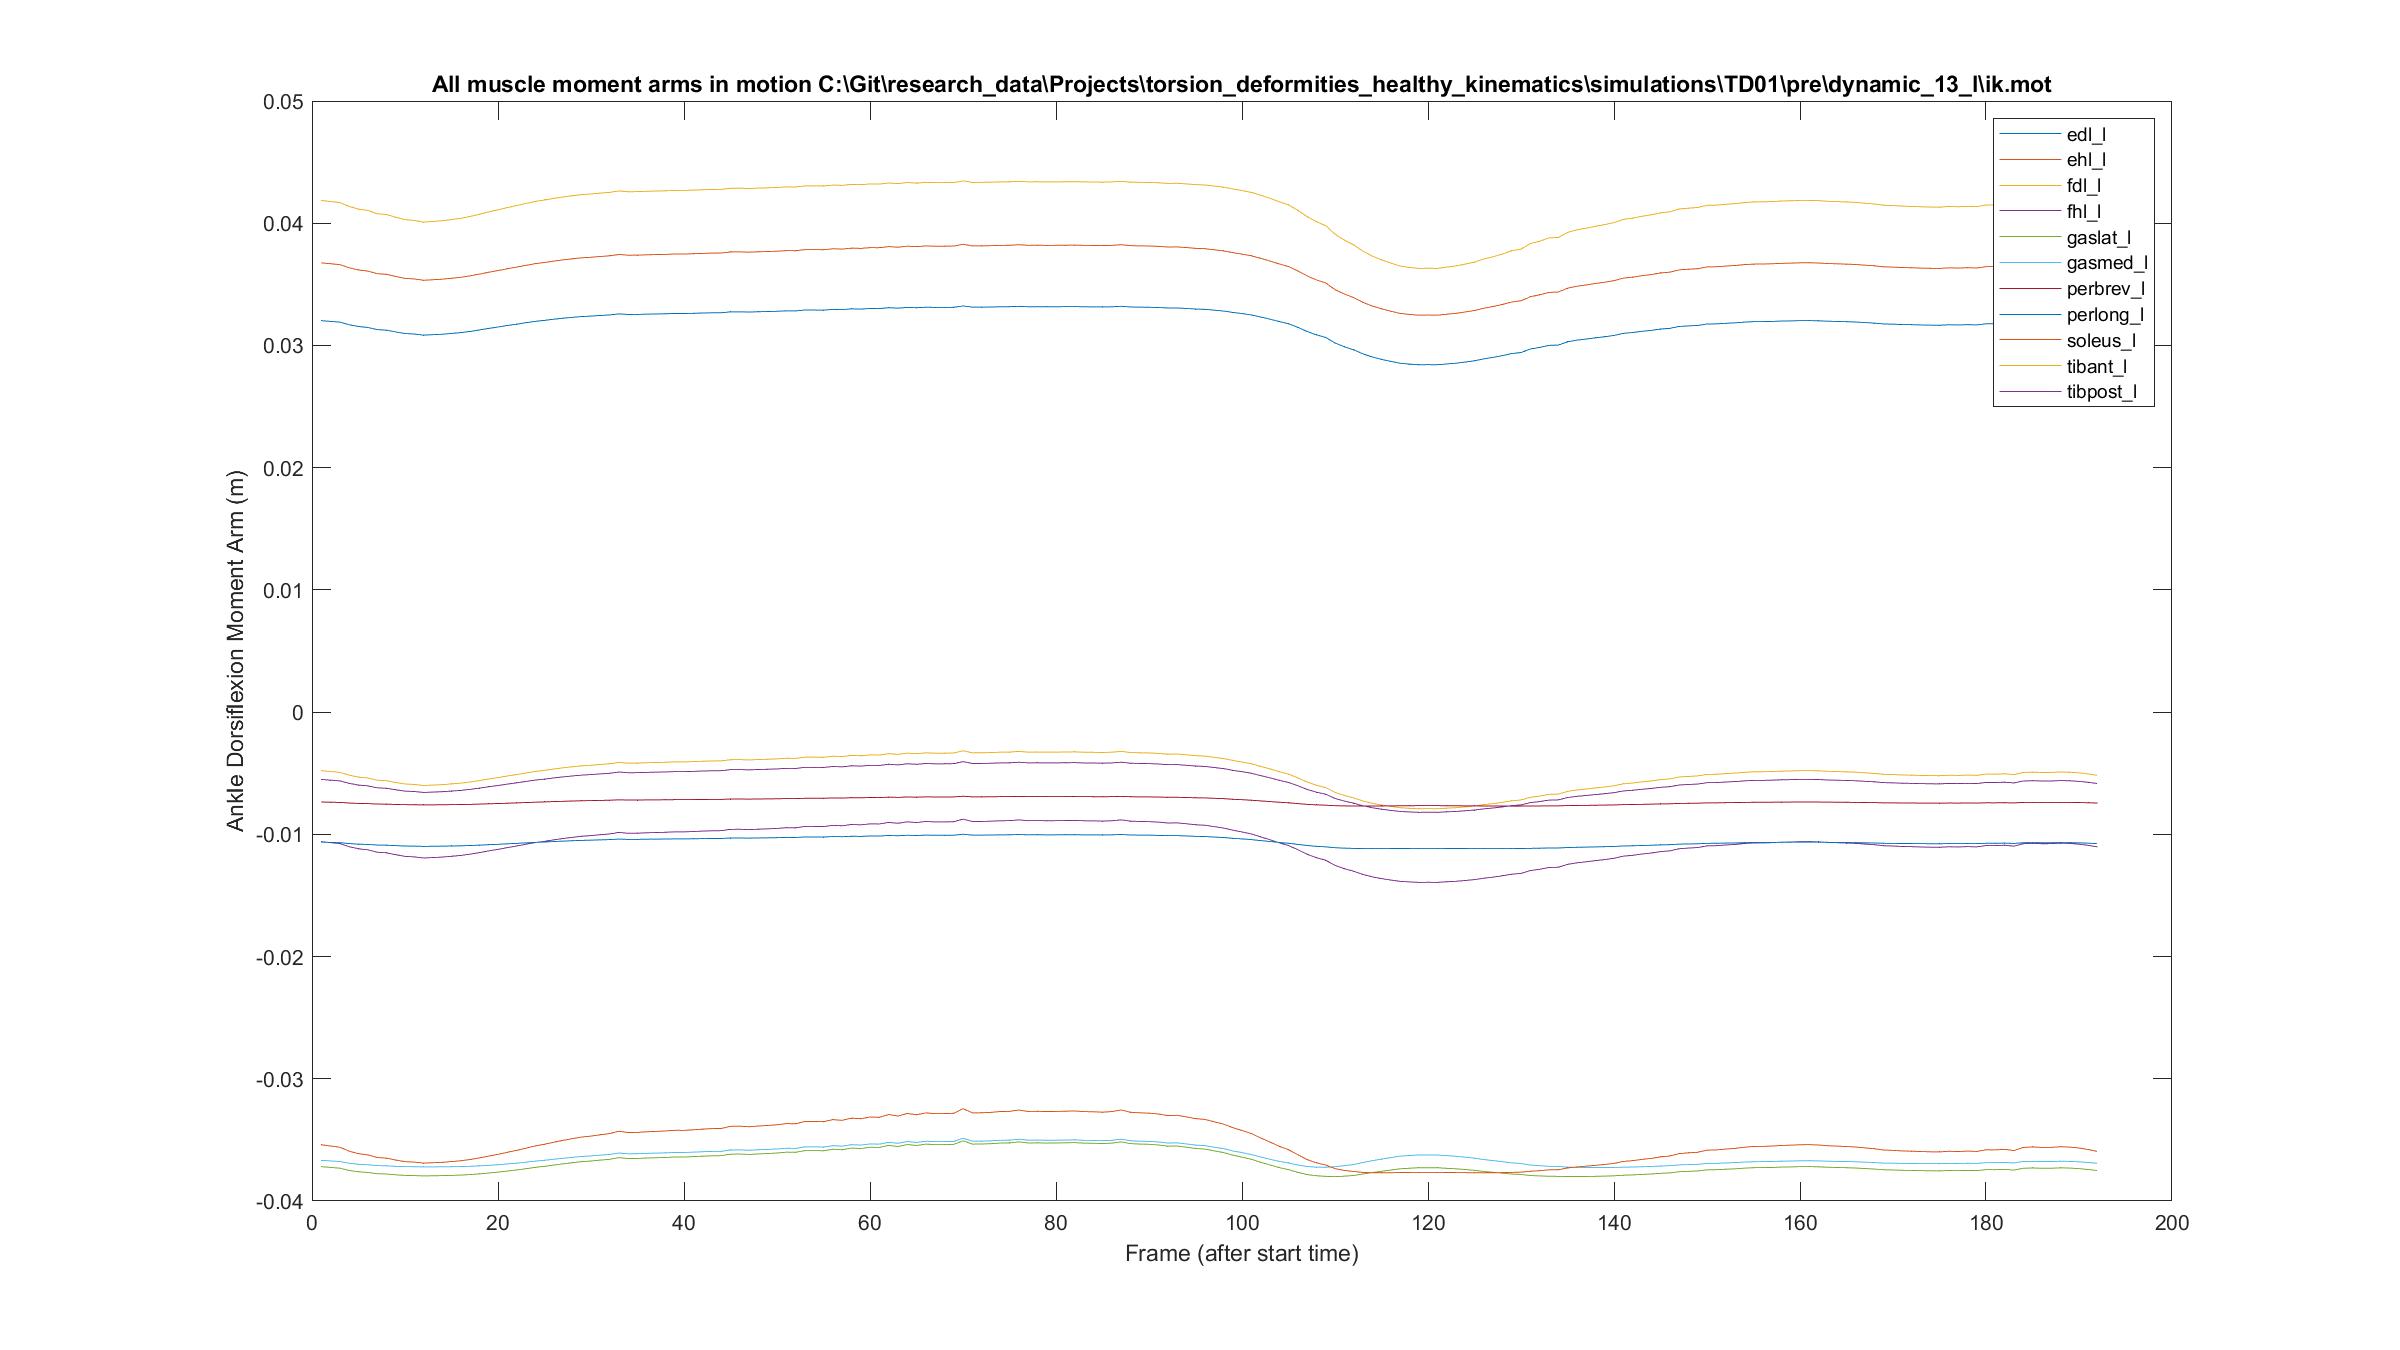 All muscle moment arms in motion C:\Git\research_data\Projects\torsion_deformities_healthy_kinematics\simulations\TD01\pre\dynamic_13_l\ik.mot
0.05
0.04
0.03
0.02
0.01
0
-0.01
-0.02
-0.03
-0.04
Ankle Dorsiflexion Moment Arm (m)
edl_l
ehl_l
fdl_l
fhl_l
gaslat_l
gasmed_l
perbrev_l
perlong_l
soleus_l
tibant_l
tibpost_l
0 20 40 60 80 100 120 140 160 180 200
Frame (after start time)